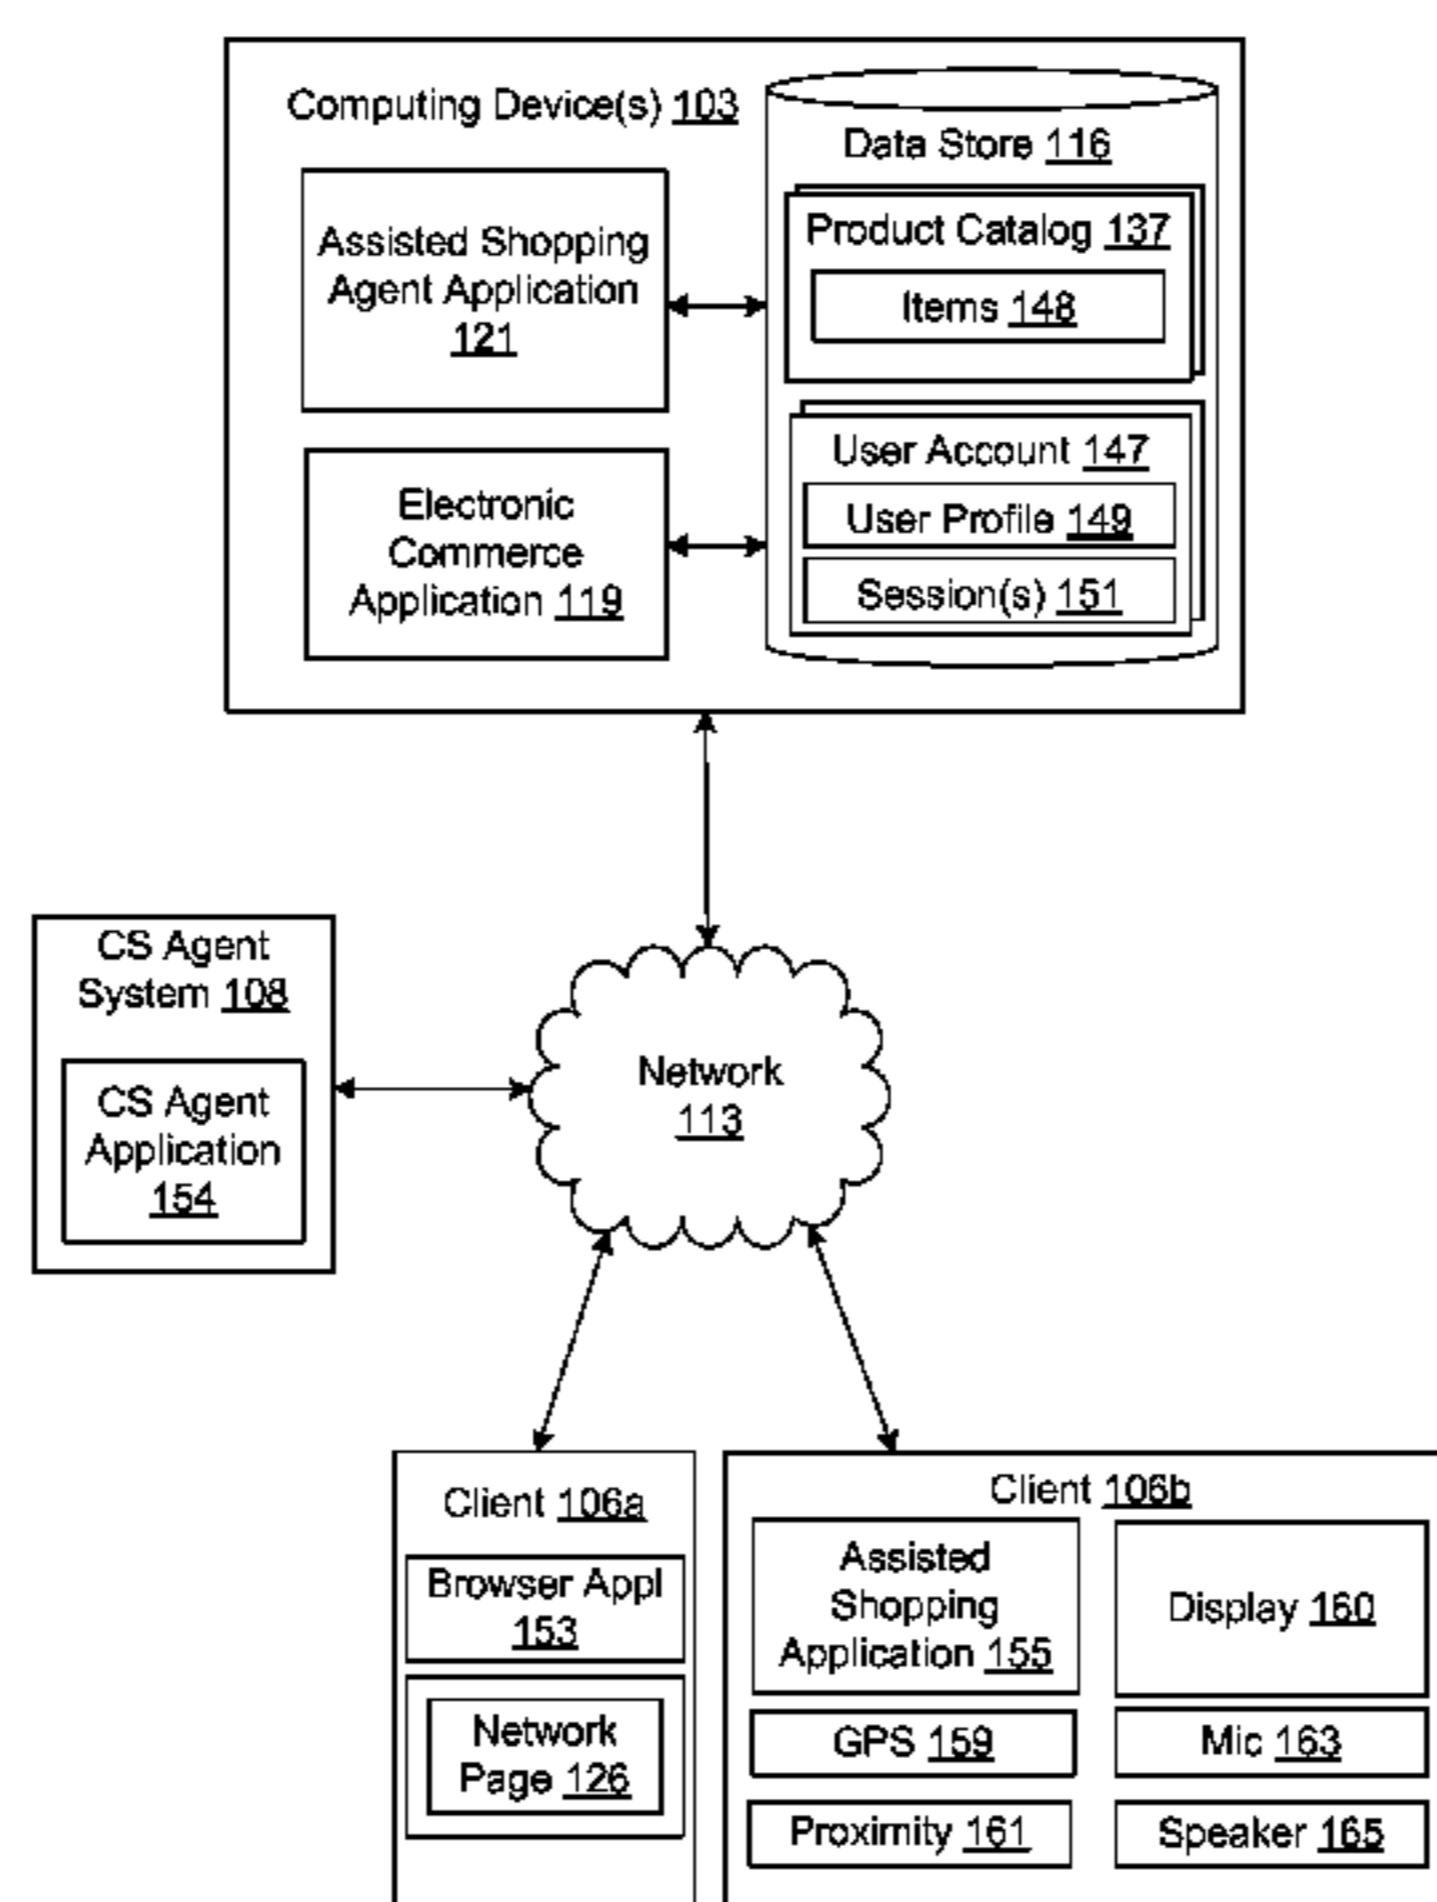 Computing Device(s) 103
Assisted Shopping
Agent Application
121
Electronic
Commerce
Application 119
Data Store 116
Product Catalog 137
Items 148
User Account 147
User Profile 149
Session(s) 151
CS Agent
System 108
CS Agent
Application
154
Network
113
Client 106a
Browser Appl
153
Network
Page 126
Client 106b
Assisted
Shopping
Application 155
Display 160
GPS 159
Mic 163
Proximity 161
Speaker 165